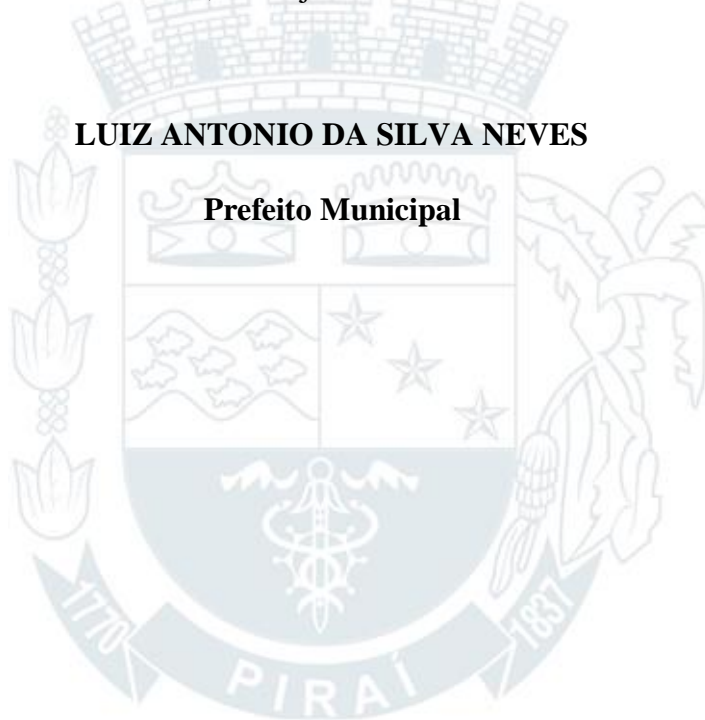 LUIZ ANTONIO DA SILVA NEVES
Prefeito Municipal
1770
PIRAÍ
1837